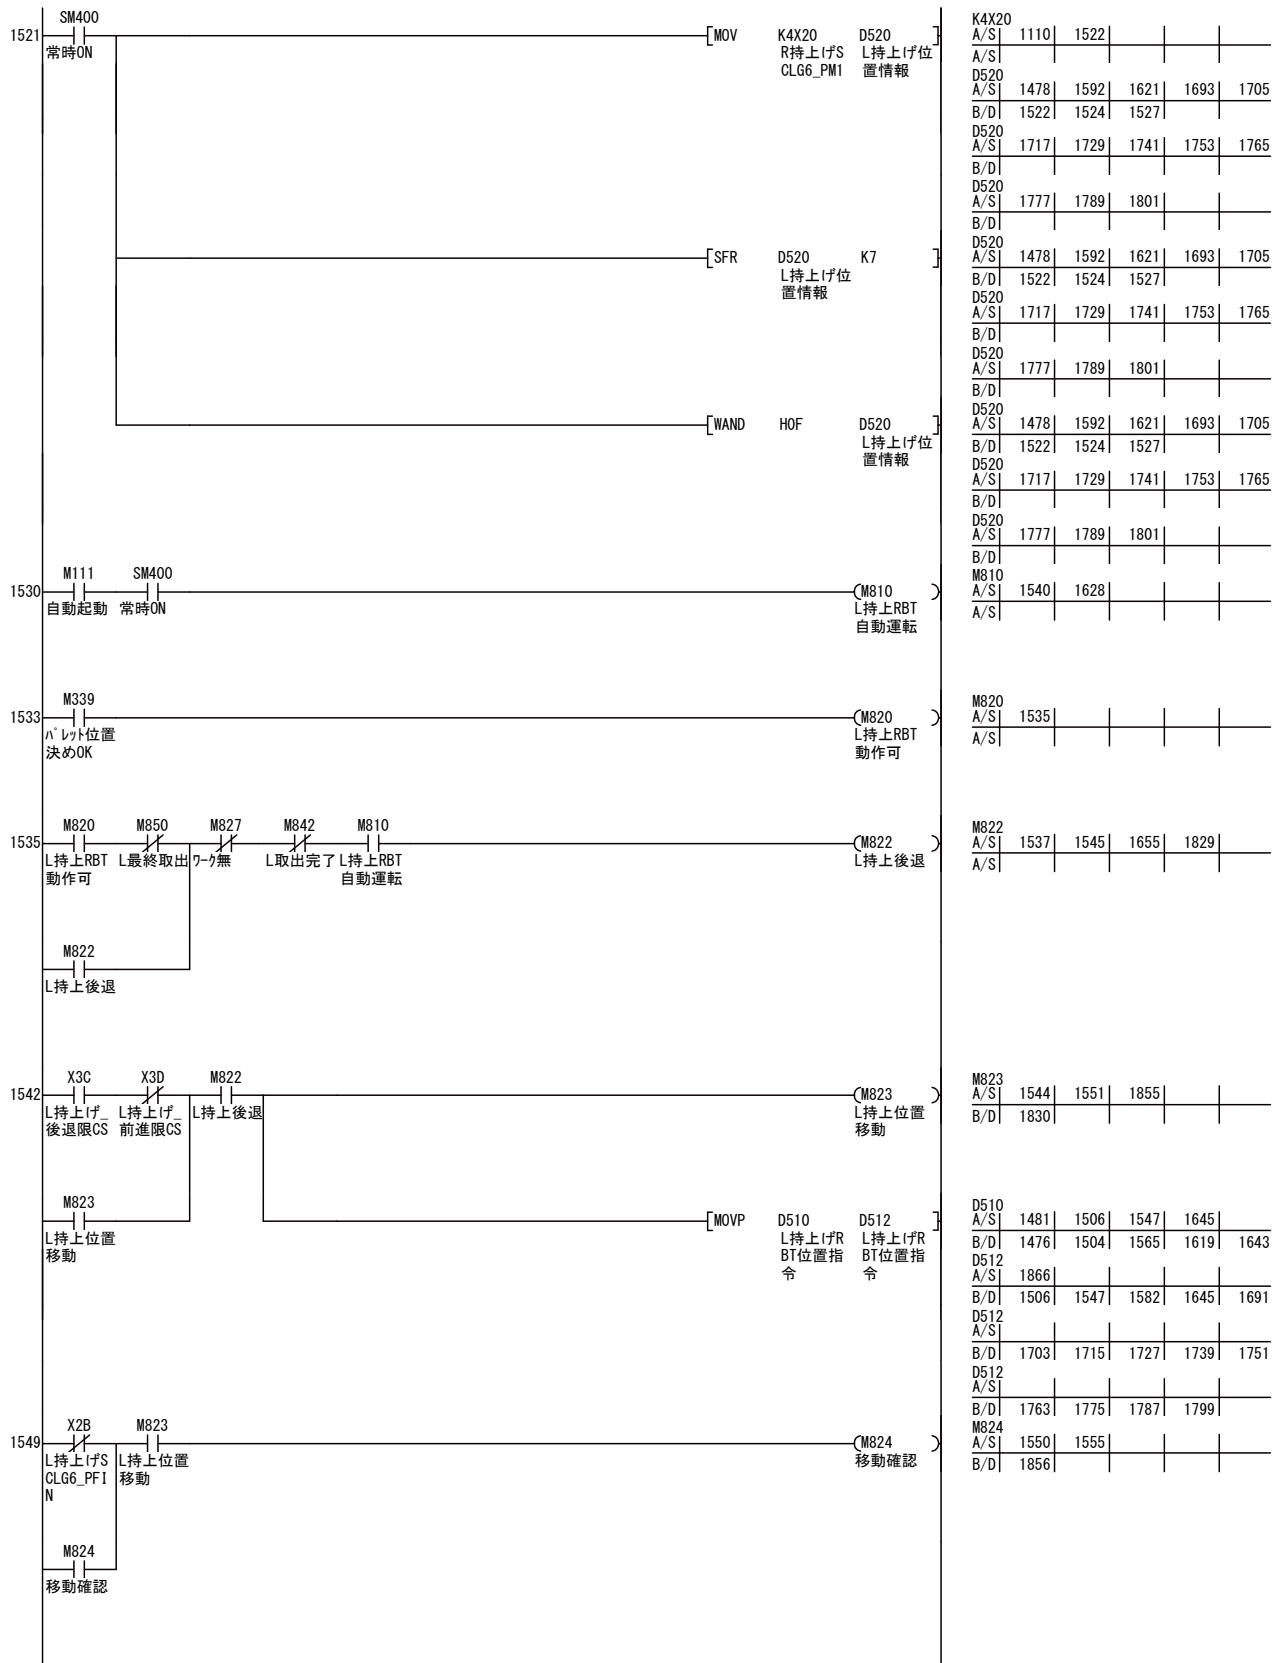 SM400
1521
常時ON
MOV K4X20 D520
R持上げS L持上げ位
CLG6_PM1 置情報
K4X20
A/S 1110 1522
A/S
D520
A/S 1478 1592 1621 1693 1705
B/D 1522 1524 1527
D520
A/S 1717 1729 1741 1753 1765
B/D
D520
A/S 1777 1789 1801
B/D
SFR D520 K7
L持上げ位
置情報
D520
A/S 1478 1592 1621 1693 1705
B/D 1522 1524 1527
D520
A/S 1717 1729 1741 1753 1765
B/D
D520
A/S 1777 1789 1801
B/D
WAND H0F D520
L持上げ位
置情報
D520
A/S 1478 1592 1621 1693 1705
B/D 1522 1524 1527
D520
A/S 1717 1729 1741 1753 1765
B/D
D520
A/S 1777 1789 1801
B/D
M111 SM400
1530
自動起動 常時ON
M810
L持上RBT
自動運転
M810
A/S 1540 1628
A/S
M339
1533
ﾊﾟﾚｯﾄ位置
決めOK
M820
L持上RBT
動作可
M820
A/S 1535
A/S
M820 M850 M827 M842 M810
1535
L持上RBT L最終取出 ﾜｰｸ無 L取出完了 L持上RBT
動作可 自動運転
M822
L持上後退
M822
A/S 1537 1545 1655 1829
A/S
M822
L持上後退
X3C X3D M822
1542
L持上げ_ L持上げ_ L持上後退
後退限CS 前進限CS
M823
L持上位置
移動
M823
A/S 1544 1551 1855
B/D 1830
M823
L持上位置
移動
MOVP D510 D512
L持上げR L持上げR
BT位置指 BT位置指
令 令
D510
A/S 1481 1506 1547 1645
B/D 1476 1504 1565 1619 1643
D512
A/S 1866
B/D 1506 1547 1582 1645 1691
D512
A/S
B/D 1703 1715 1727 1739 1751
D512
A/S
B/D 1763 1775 1787 1799
X2B M823
1549
L持上げS L持上位置
CLG6_PFI 移動
N
M824
移動確認
M824
A/S 1550 1555
B/D 1856
M824
移動確認